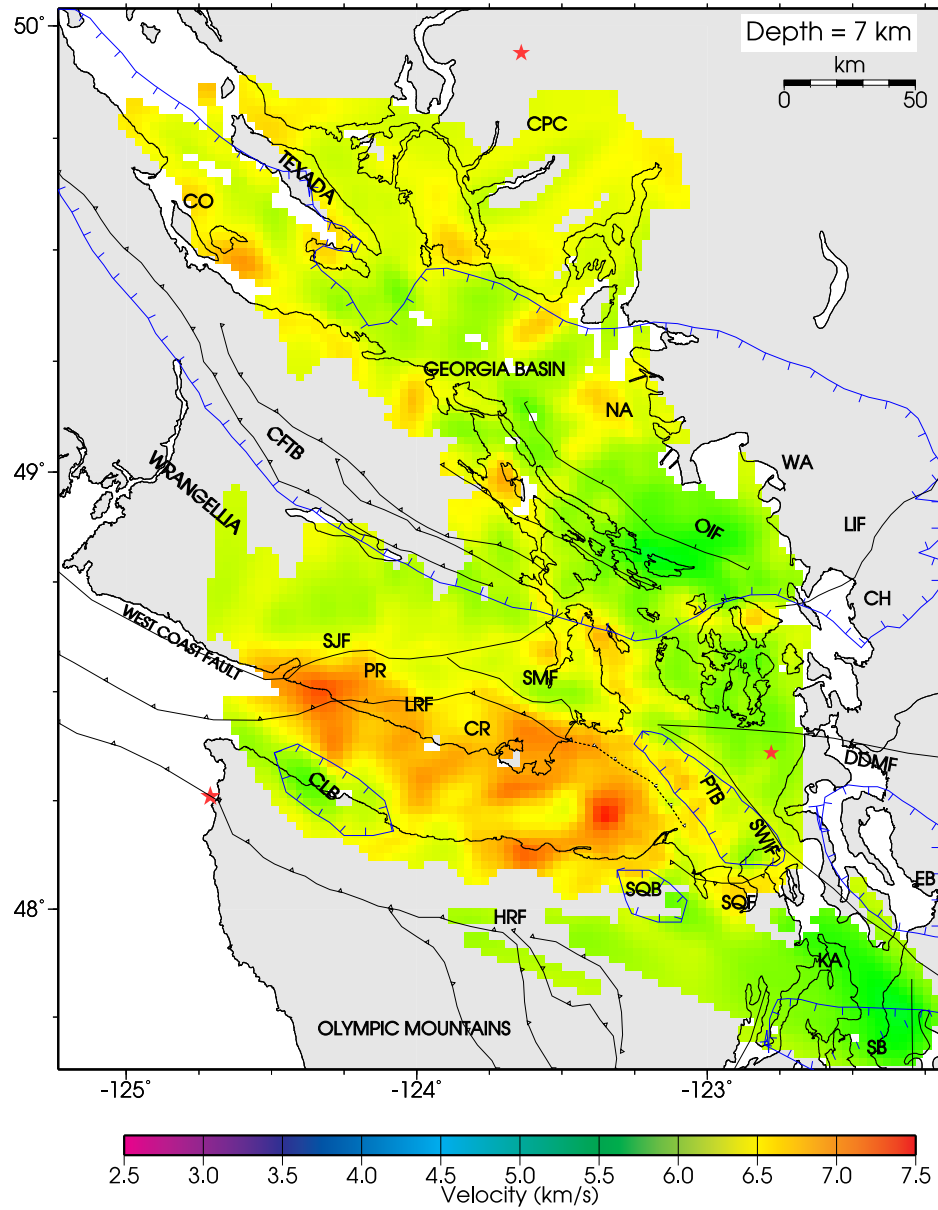 50°
Depth = 7 km
km
0 50
CPC
TEXADA
CO
GEORGIA BASIN
NA
CFTB
49°
WA
WRANGELLIA
OIF
LIF
CH
WEST COAST FAULT
SJF
PR
SMF
LRF
CR
DDMF
CLB
PTB
SWIF
EB
SQB
SQF
48°
HRF
KA
OLYMPIC MOUNTAINS
SB
-125° -124° -123°
2.5 3.0 3.5 4.0 4.5 5.0 5.5 6.0 6.5 7.0 7.5
Velocity (km/s)